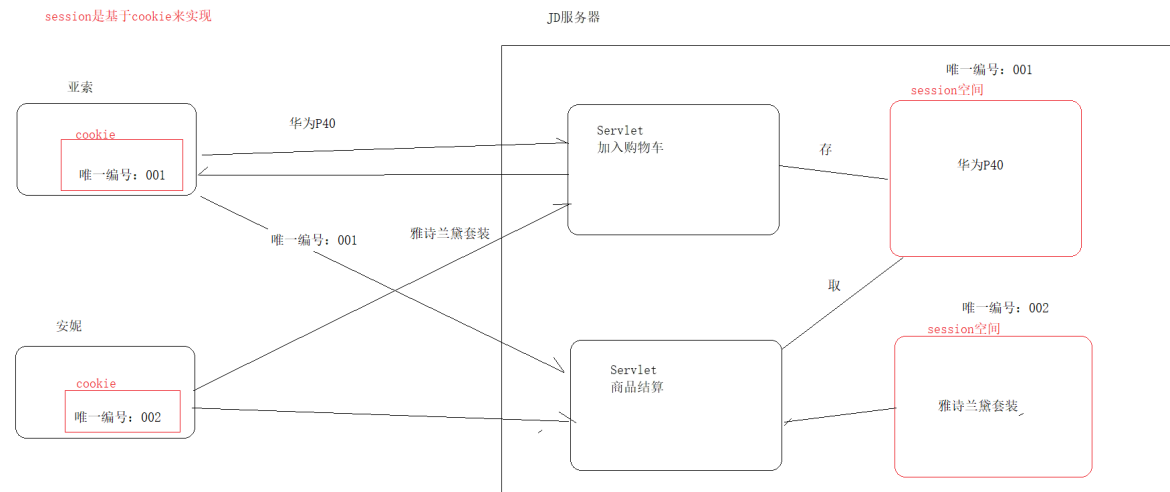 session是基于cookie来实现
JD服务器
唯一编号：001
session空间
亚索
cookie
唯一编号：001
华为P40
Servlet
加入购物车
存
华为P40
唯一编号：001
雅诗兰黛套装
取
唯一编号：002
session空间
安妮
cookie
唯一编号：002
Servlet
商品结算
雅诗兰黛套装